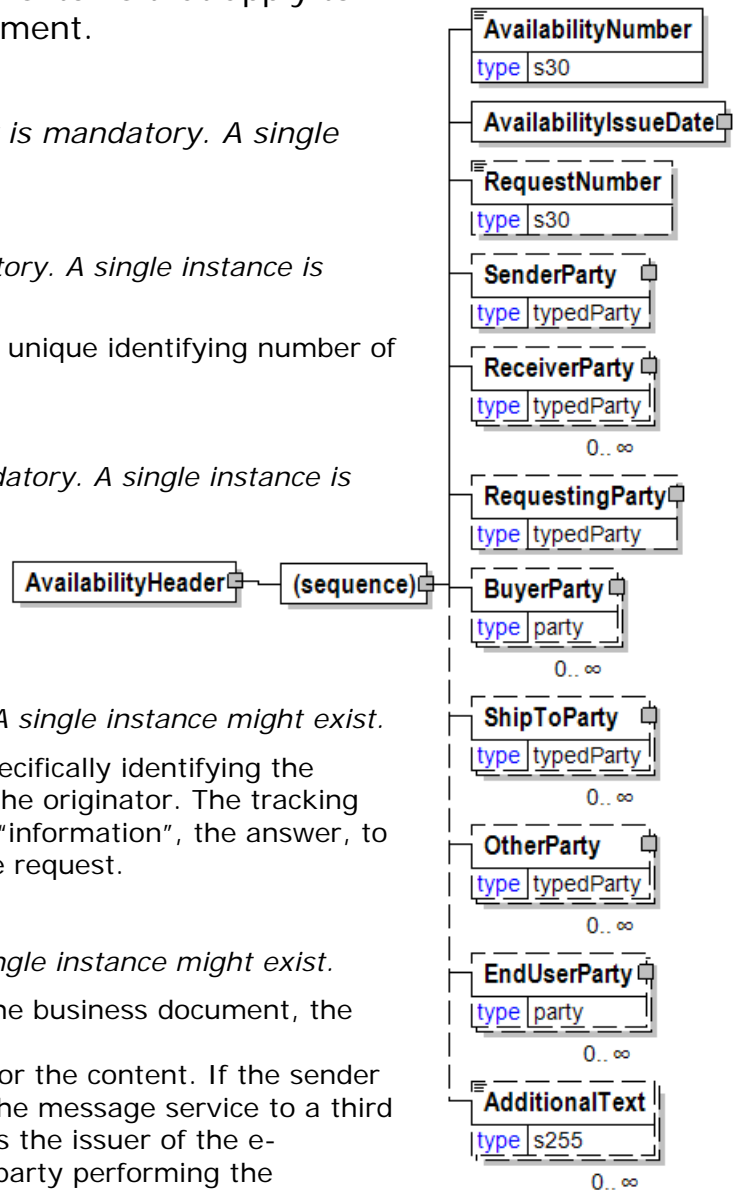 ment.
is mandatory. A single
tory. A single instance is
unique identifying number of
datory. A single instance is
A single instance might exist.
ecifically identifying the
he originator. The tracking
"information", the answer, to
e request.
ngle instance might exist.
he business document, the
or the content. If the sender
he message service to a third
s the issuer of the e-
party performing the
AvailabilityHeader
(sequence)
AvailabilityNumber
type s30
AvailabilityIssueDate
RequestNumber
type s30
SenderParty
type typedParty
ReceiverParty
type typedParty
0..∞
RequestingParty
type typedParty
BuyerParty
type party
0..∞
ShipToParty
type typedParty
0..∞
OtherParty
type typedParty
0..∞
EndUserParty
type party
0..∞
AdditionalText
type s255
0..∞